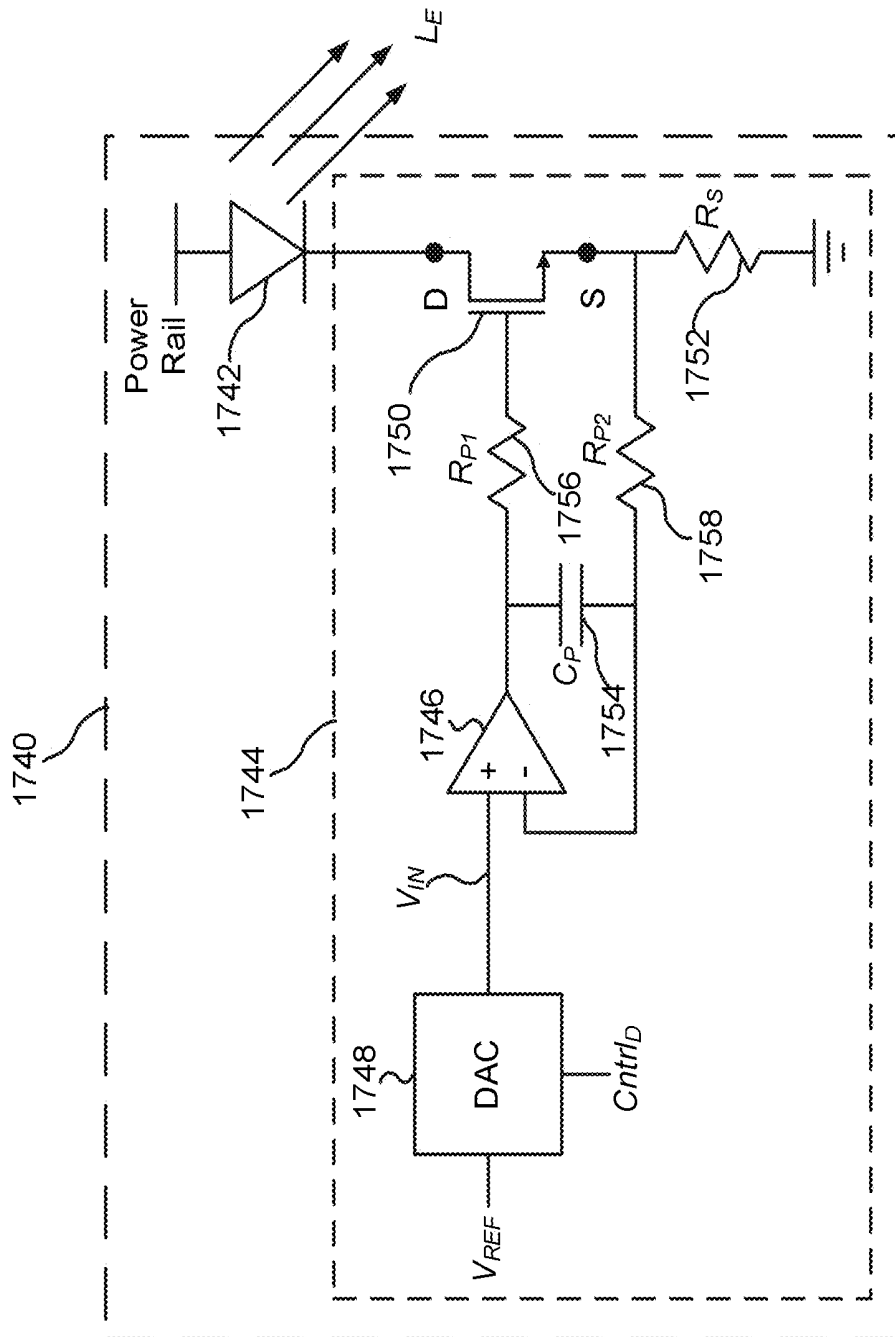 1740
1744
Power
Rail
1742
L_E
D
1750
S
R_S
1752
R_P1
1756
R_P2
1758
C_P
1754
1746
+
-
V_IN
1748
DAC
Cntrl_D
V_REF